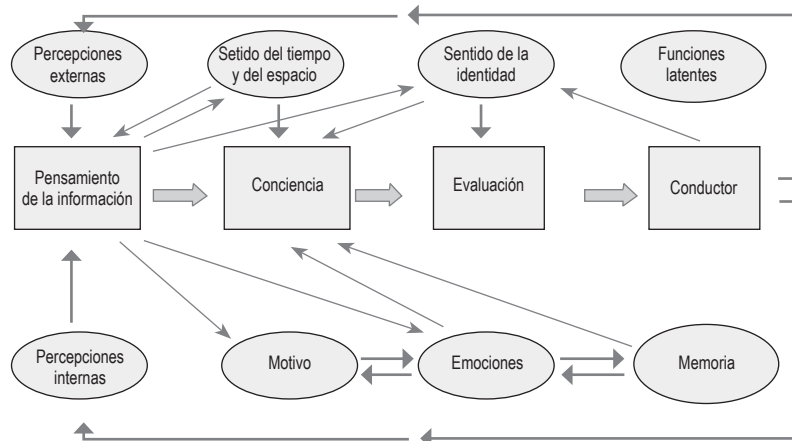 Percepciones
externas
Setido del tiempo
y del espacio
Sentido de la
identidad
Funciones
latentes
Pensamiento
de la información
Conciencia
Evaluación
Conductor
Percepciones
internas
Motivo
Emociones
Memoria